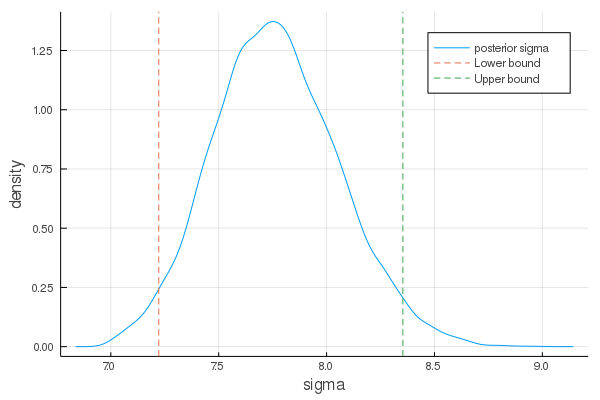 density
1.25
1.00
0.75
0.50
0.25
0.00
posterior sigma
Lower bound
Upper bound
7.0 7.5 8.0 8.5 9.0
sigma